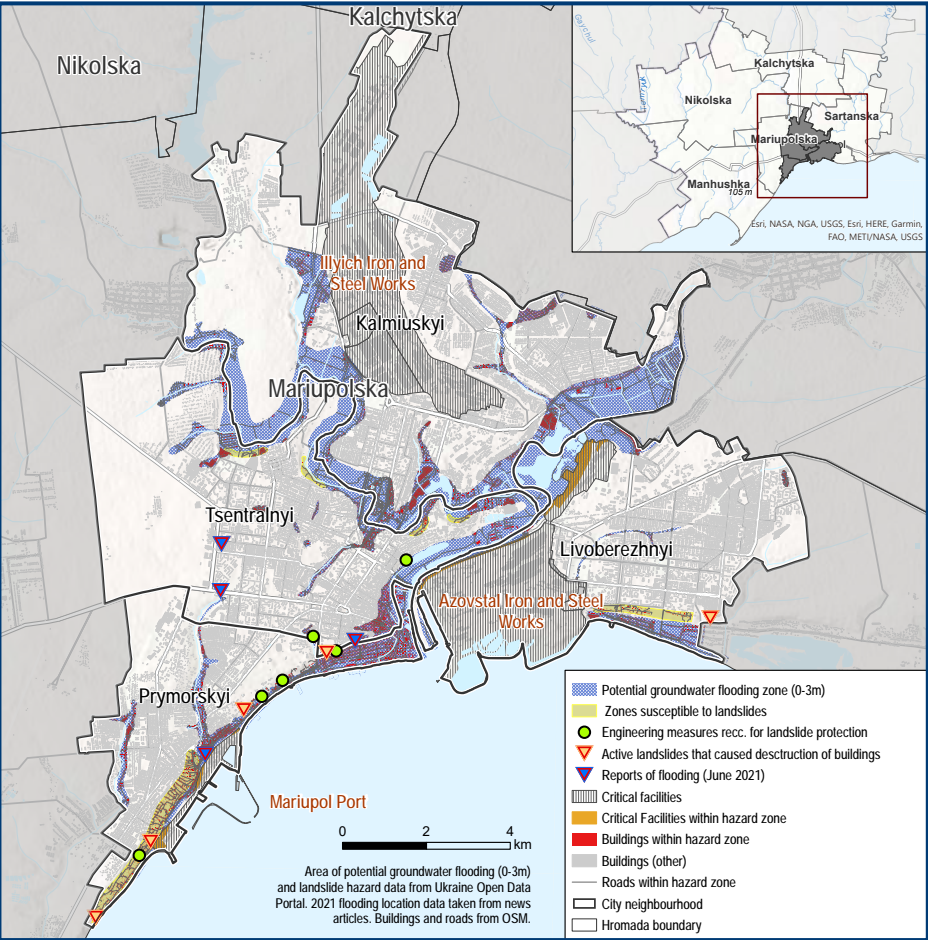 Kalchytska
Nikolska
Illyich Iron and
Steel Works
Kalmiuskyi
Mariupolska
Tsentralnyi
Livoberezhnyi
Azovstal Iron and Steel
Works
Prymorskyi
Mariupol Port
Kalchytska
Nikolska
Sartanska
Mariupolska
Manhushka
105 m
Esri, NASA, NGA, USGS, Esri, HERE, Garmin,
FAO, METI/NASA, USGS
0 2 4
km
Area of potential groundwater flooding (0-3m)
and landslide hazard data from Ukraine Open Data
Portal. 2021 flooding location data taken from news
articles. Buildings and roads from OSM.
Potential groundwater flooding zone (0-3m)
Zones susceptible to landslides
Engineering measures recc. for landslide protection
Active landslides that caused desctruction of buildings
Reports of flooding (June 2021)
Critical facilities
Critical Facilities within hazard zone
Buildings within hazard zone
Buildings (other)
Roads within hazard zone
City neighbourhood
Hromada boundary